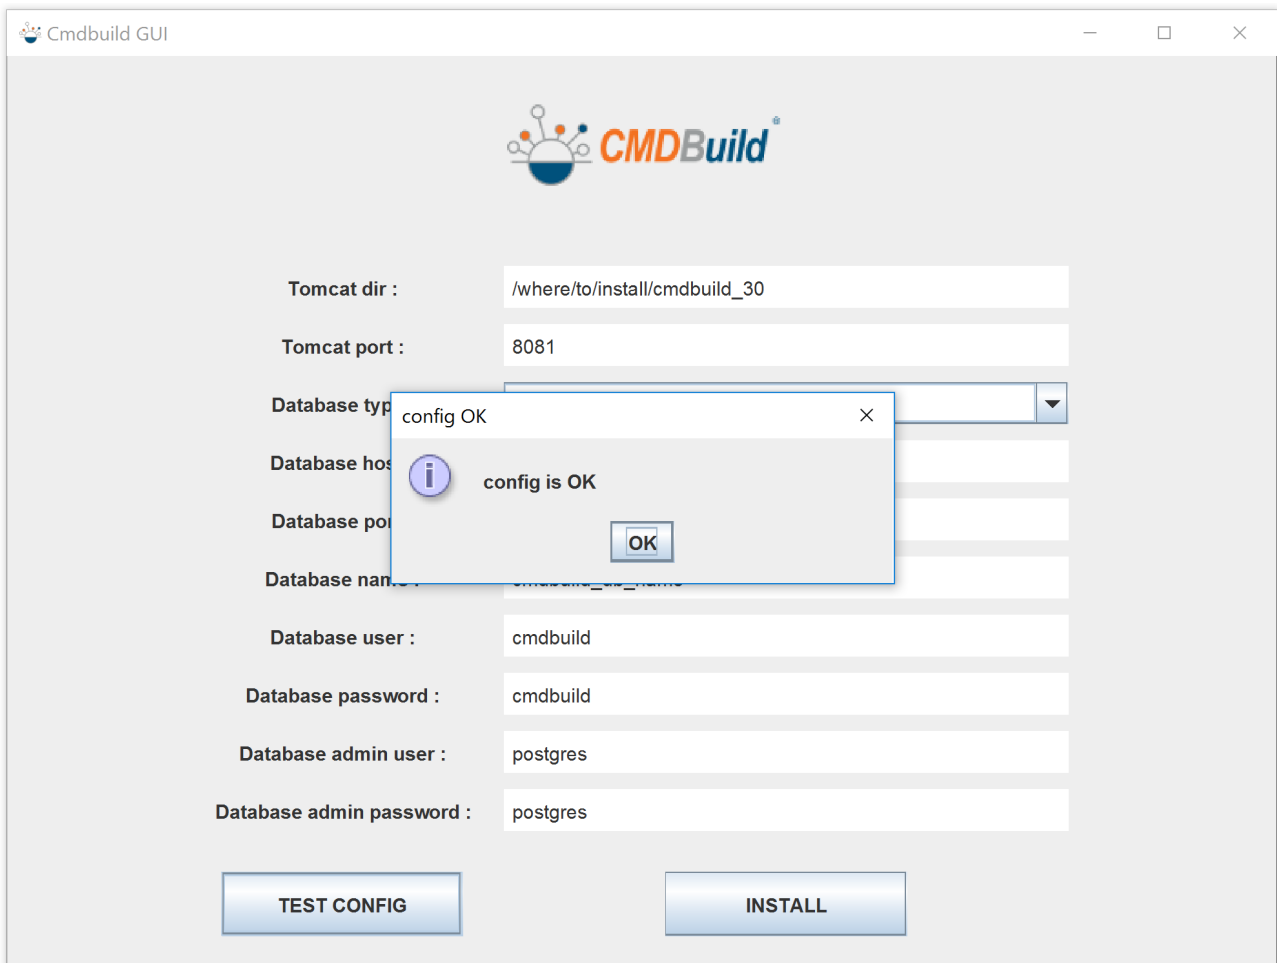 Cmdbuild GUI
CMDBuild
Tomcat dir : /where/to/install/cmdbuild_30
Tomcat port : 8081
Database typ
Database hos
Database por
Database name :
config OK
config is OK
OK
Database user : cmdbuild
Database password : cmdbuild
Database admin user : postgres
Database admin password : postgres
TEST CONFIG INSTALL